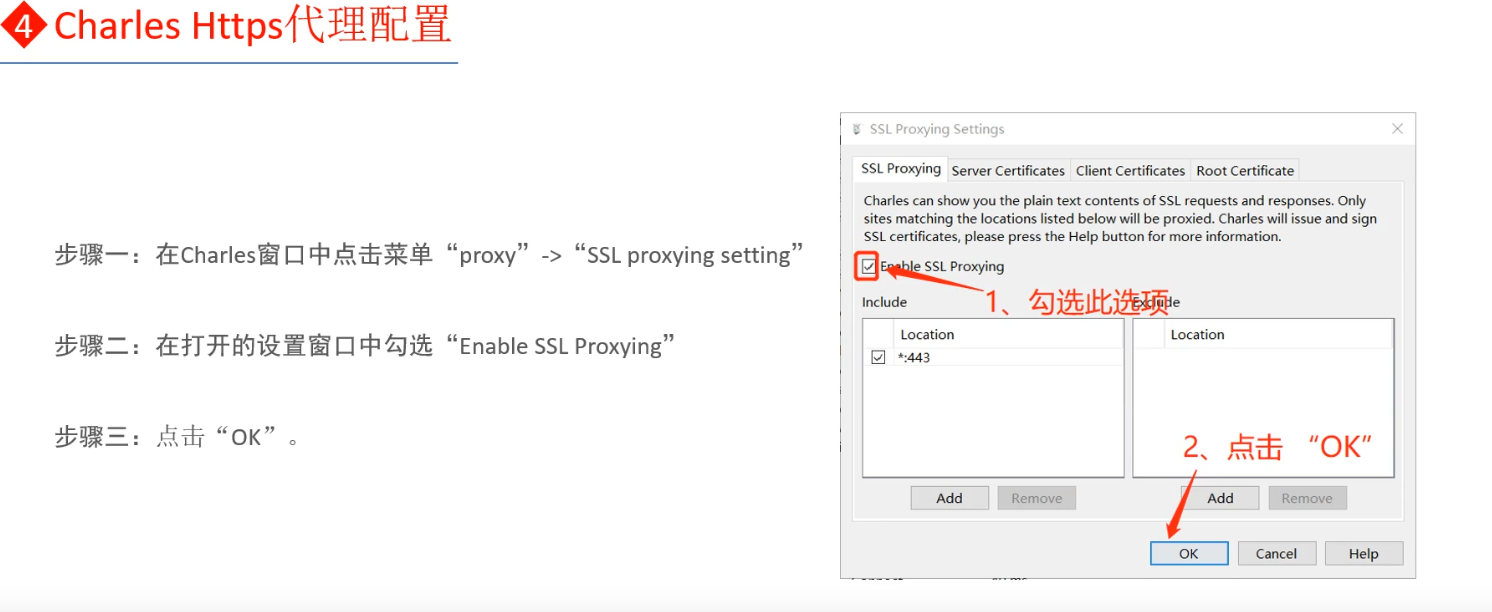 4 Charles Https代理配置
步骤一：在Charles窗口中点击菜单“proxy”->“SSL proxying setting”
步骤二：在打开的设置窗口中勾选“Enable SSL Proxying”
步骤三：点击“OK”。
SSL Proxying Settings
SSL Proxying Server Certificates Client Certificates Root Certificate
Charles can show you the plain text contents of SSL requests and responses. Only
sites matching the locations listed below will be proxied. Charles will issue and sign
SSL certificates, please press the Help button for more information.
Enable SSL Proxying
1、勾选此选项
Include Exclude
Location Location
*:443
2、点击 “OK”
Add Remove Add Remove
OK Cancel Help